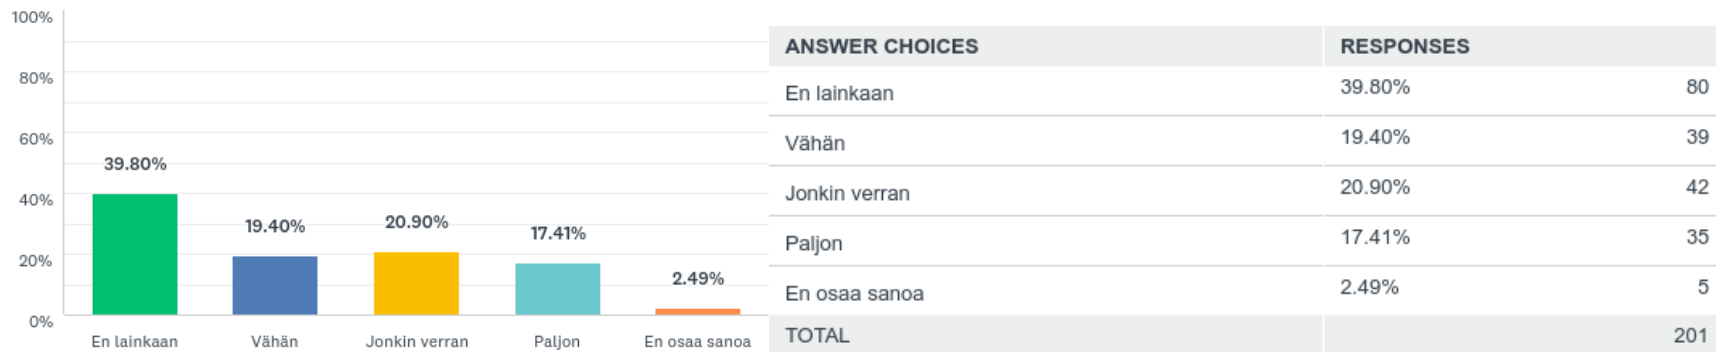 100%
80%
60%
40%
20%
0%
39.80%
19.40%
20.90%
17.41%
2.49%
En lainkaan Vähän Jonkin verran Paljon En osaa sanoa
ANSWER CHOICES RESPONSES
En lainkaan 39.80% 80
Vähän 19.40% 39
Jonkin verran 20.90% 42
Paljon 17.41% 35
En osaa sanoa 2.49% 5
TOTAL 201